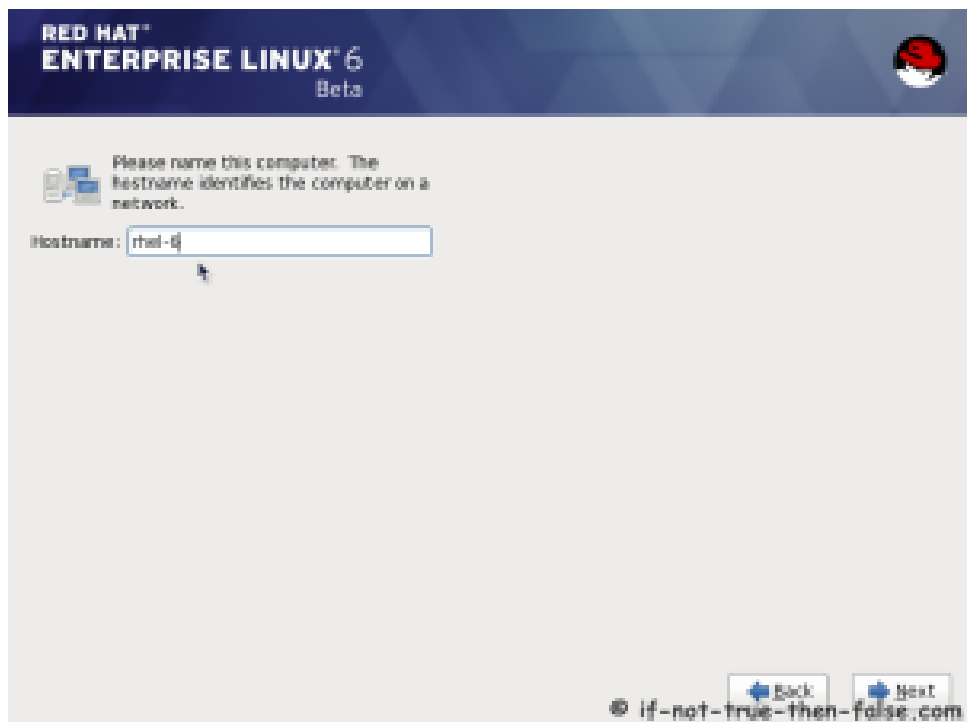 RED HAT™
ENTERPRISE LINUX® 6
Beta
Please name this computer. The
hostname identifies the computer on a
network.
Hostname: rhel-6
Back Next
© if-not-true-then-false.com